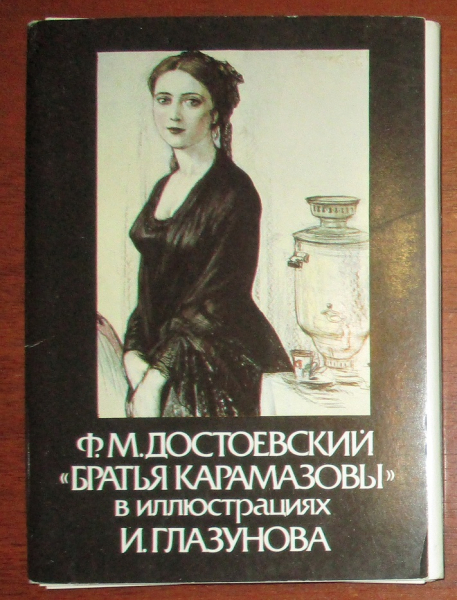 Ф.М.ДОСТОЕВСКИЙ
«БРАТЬЯ КАРАМАЗОВЫ»
в иллюстрациях
И.ГЛАЗУНОВА